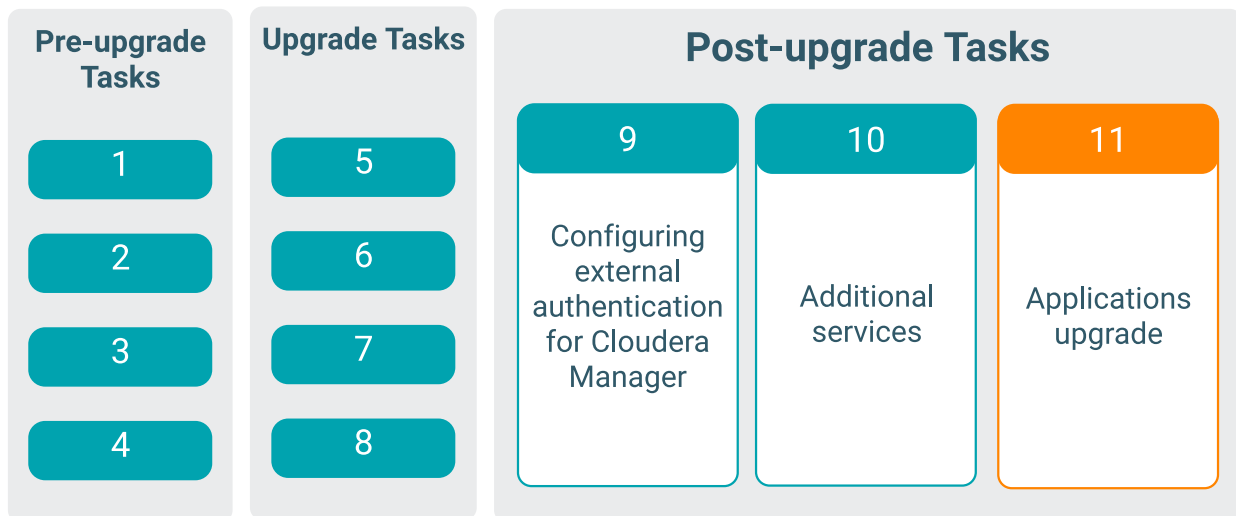 Pre-upgrade
Tasks
1
2
3
4
Upgrade Tasks
5
6
7
8
Post-upgrade Tasks
9
Configuring
external
authentication
for Cloudera
Manager
10
Additional
services
11
Applications
upgrade